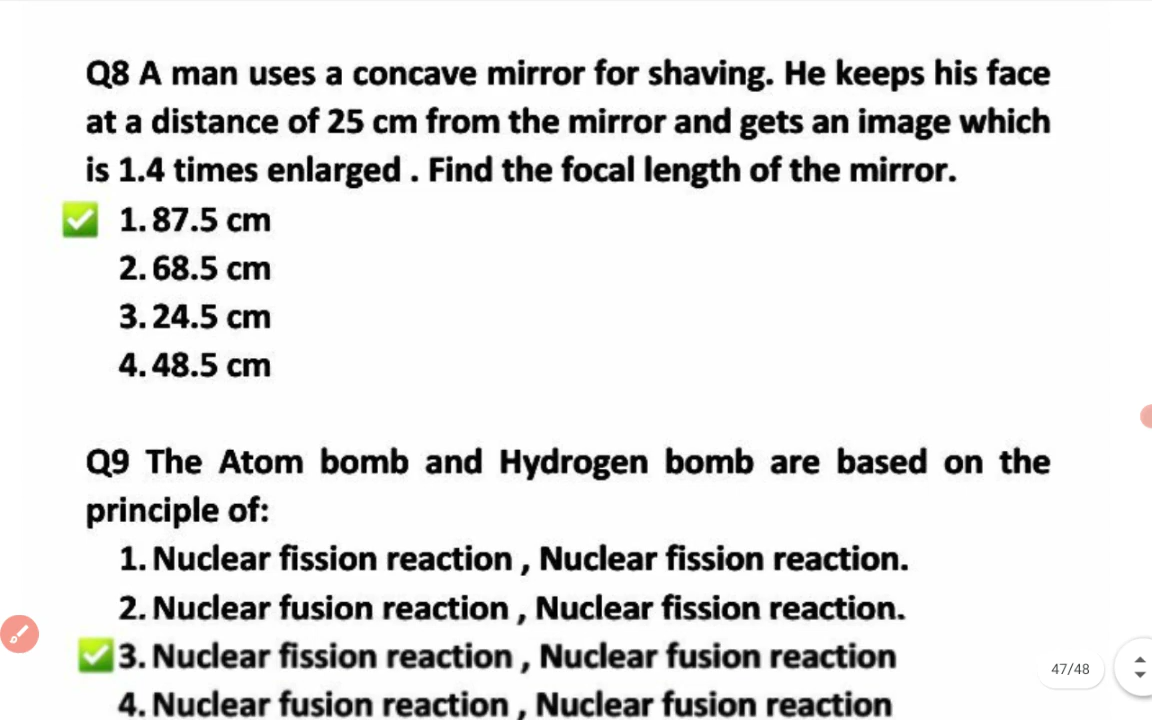 Q8 A man uses a concave mirror for shaving. He keeps his face
at a distance of 25 cm from the mirror and gets an image which
is 1.4 times enlarged . Find the focal length of the mirror.
1. 87.5 cm
2. 68.5 cm
3. 24.5 cm
4. 48.5 cm
Q9 The Atom bomb and Hydrogen bomb are based on the
principle of:
1. Nuclear fission reaction , Nuclear fission reaction.
2. Nuclear fusion reaction , Nuclear fission reaction.
3. Nuclear fission reaction , Nuclear fusion reaction
4. Nuclear fusion reaction , Nuclear fusion reaction
47/48